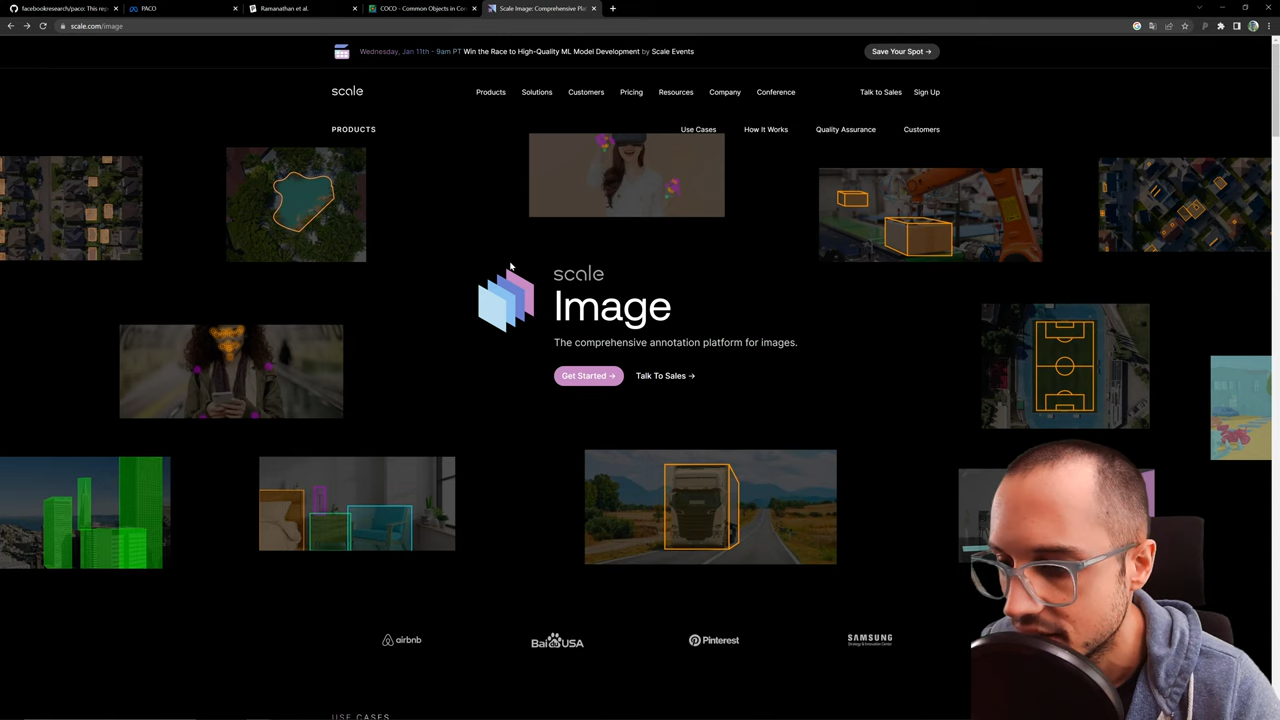 facebookresearch/paco: This rep
PACO
Ramanathan et al.
COCO - Common Objects in Con
Scale Image: Comprehensive Pla
scale.com/image
Wednesday, Jan 11th - 9am PT Win the Race to High-Quality ML Model Development by Scale Events
Save Your Spot →
scale
Products
Solutions
Customers
Pricing
Resources
Company
Conference
Talk to Sales
Sign Up
PRODUCTS
Use Cases
How It Works
Quality Assurance
Customers
scale
Image
The comprehensive annotation platform for images.
Get Started →
Talk To Sales →
airbnb
Bai USA
Pinterest
SAMSUNG
Strategy & Innovation Center
USE CASES